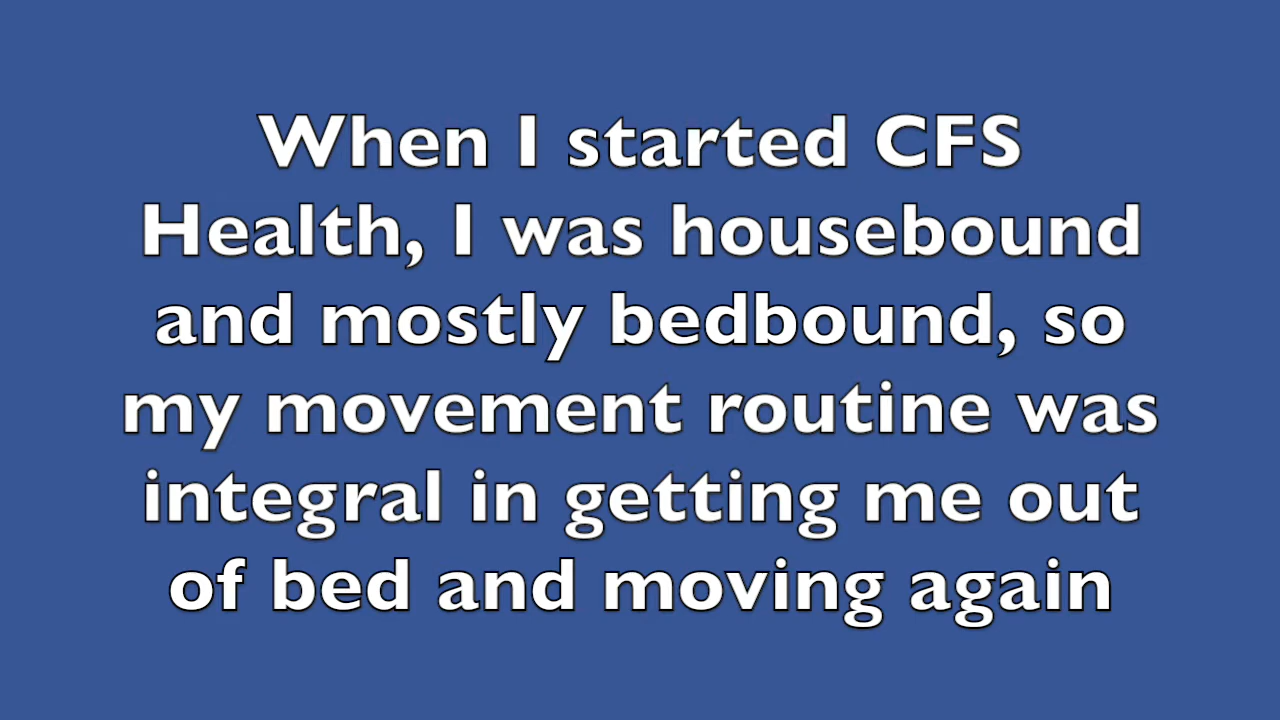 When I started CFS
Health, I was housebound
and mostly bedbound, so
my movement routine was
integral in getting me out
of bed and moving again